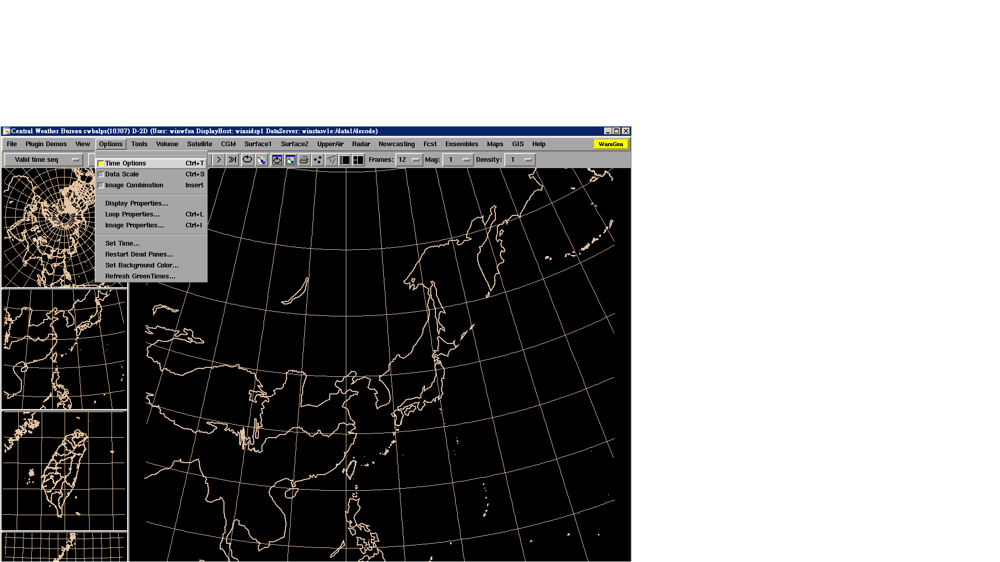 Central Weather Bureau cwbalps(10307) D-2D (User: winwfxa DisplayHost: winsidsp1 DataServer: winstasv1e:/data1/decode)
File Plugin Demos View Options Tools Volume Satellite CGM Surface1 Surface2 UpperAir Radar Nowcasting Fcst Ensembles Maps GIS Help WarnGen
Valid time seq Frames: 12 Mag: 1 Density: 1
Time Options Ctrl+T
Data Scale Ctrl+S
Image Combination Insert
Display Properties...
Loop Properties... Ctrl+L
Image Properties... Ctrl+I
Set Time...
Restart Dead Panes...
Set Background Color...
Refresh GreenTimes...